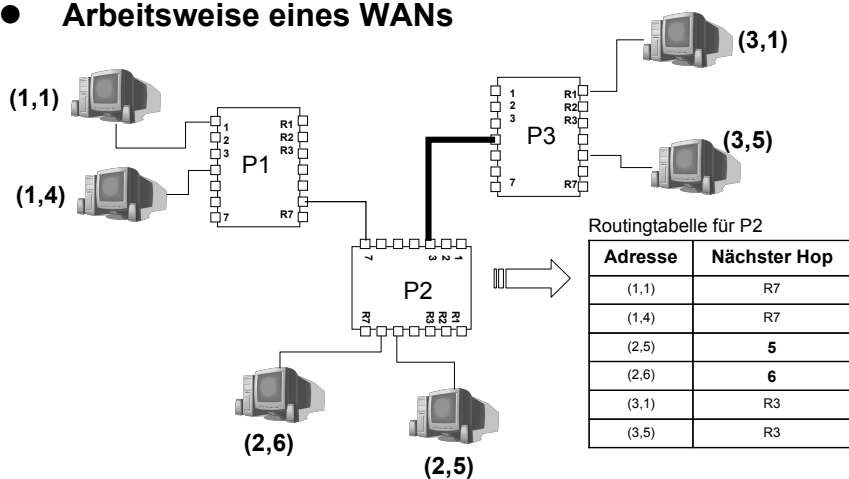 ● Arbeitsweise eines WANs
(1,1)
(1,4)
1
2
3
7
P1
R1
R2
R3
R7
1
2
3
7
P3
R1
R2
R3
R7
(3,1)
(3,5)
7
3
2
1
P2
R7
R3
R2
R1
(2,6)
(2,5)
Routingtabelle für P2
Adresse Nächster Hop
(1,1) R7
(1,4) R7
(2,5) 5
(2,6) 6
(3,1) R3
(3,5) R3